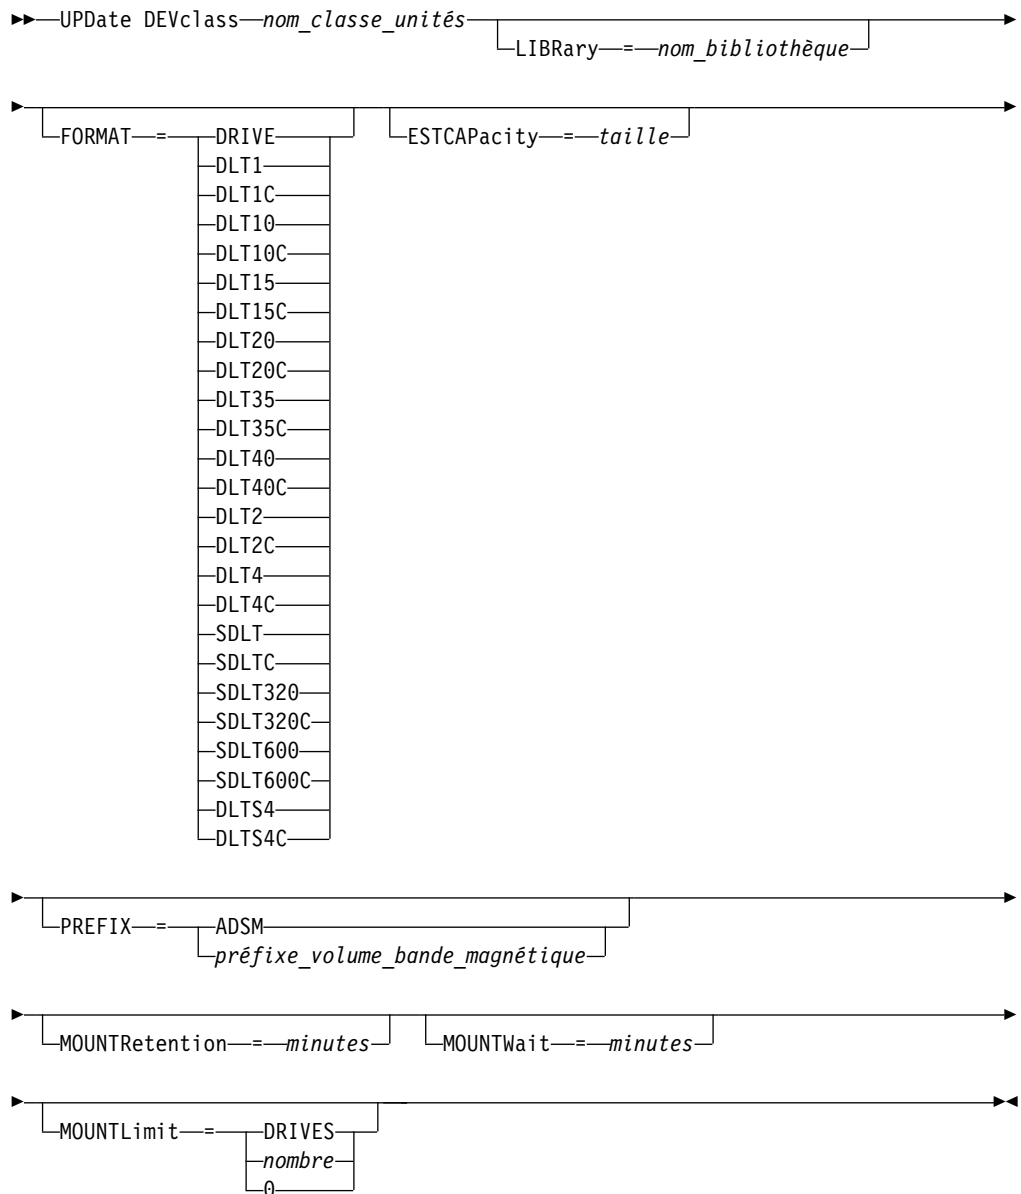 UPDate DEVclass nom_classe_unités
LIBRary = nom_bibliothèque
FORMAT = DRIVE ESTCAPacity = taille
DLT1
DLT1C
DLT10
DLT10C
DLT15
DLT15C
DLT20
DLT20C
DLT35
DLT35C
DLT40
DLT40C
DLT2
DLT2C
DLT4
DLT4C
SDLT
SDLTC
SDLT320
SDLT320C
SDLT600
SDLT600C
DLTS4
DLTS4C
PREFIX = ADSM
préfixe_volume_bande_magnétique
MOUNTRetention = minutes MOUNTWait = minutes
MOUNTLimit = DRIVES
nombre
0